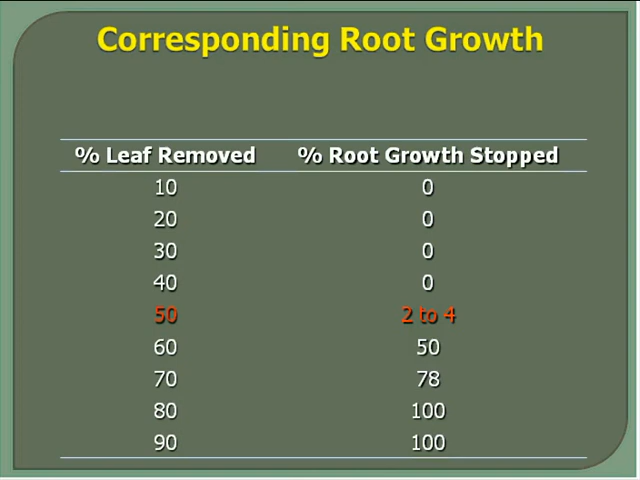 Corresponding Root Growth
% Leaf Removed % Root Growth Stopped
10 0
20 0
30 0
40 0
50 2 to 4
60 50
70 78
80 100
90 100